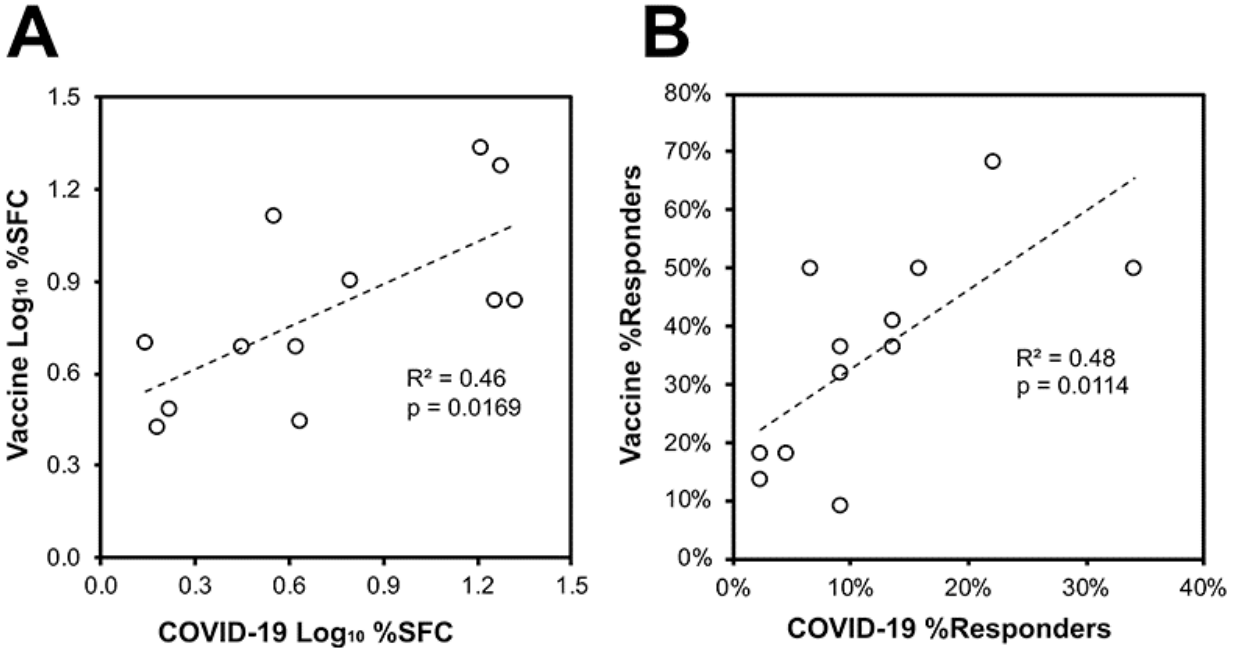 A
1.5
1.2
0.9
0.6
0.3
0.0
Vaccine Log₁₀ %SFC
R² = 0.46
p = 0.0169
0.0 0.3 0.6 0.9 1.2 1.5
COVID-19 Log₁₀ %SFC
B
80%
70%
60%
50%
40%
30%
20%
10%
0%
Vaccine %Responders
R² = 0.48
p = 0.0114
0% 10% 20% 30% 40%
COVID-19 %Responders